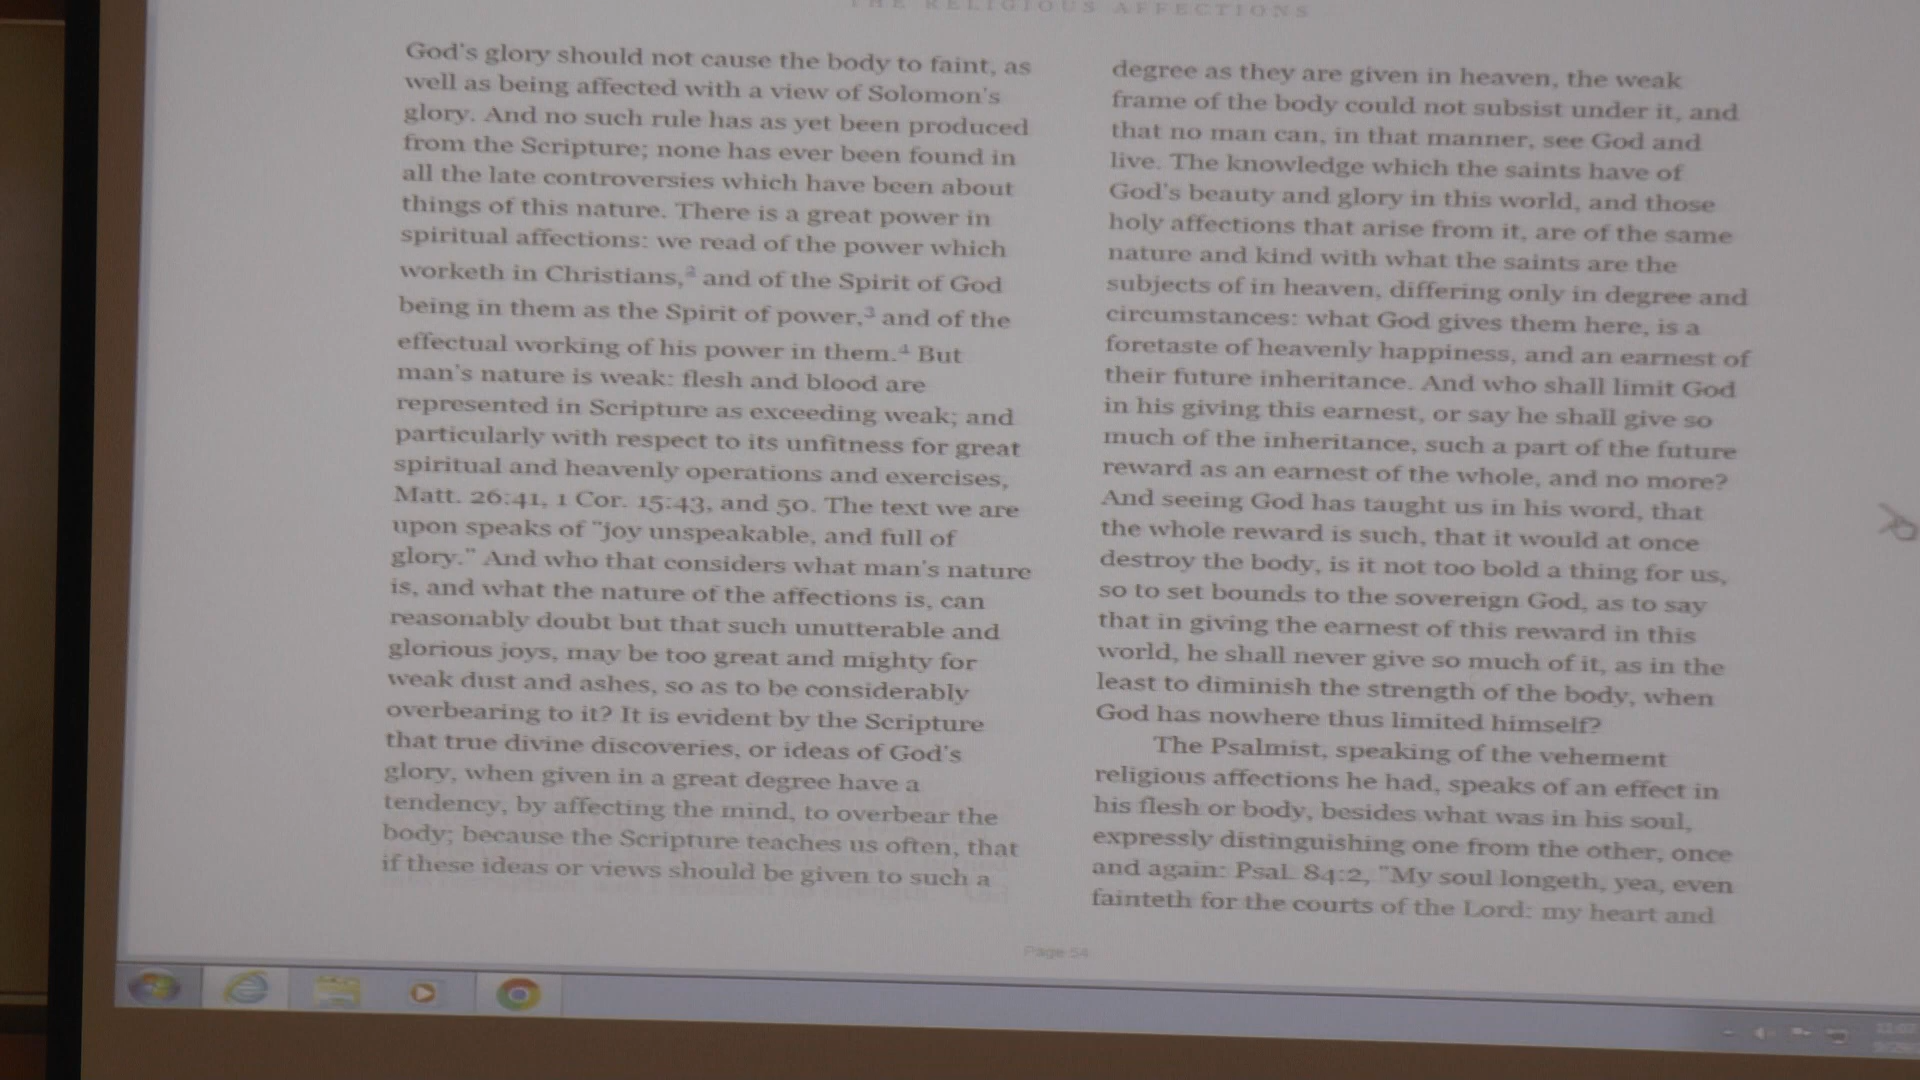 THE RELIGIOUS AFFECTIONS
God's glory should not cause the body to faint, as
well as being affected with a view of Solomon's
glory. And no such rule has as yet been produced
from the Scripture; none has ever been found in
all the late controversies which have been about
things of this nature. There is a great power in
spiritual affections: we read of the power which
worketh in Christians,2 and of the Spirit of God
being in them as the Spirit of power,3 and of the
effectual working of his power in them.4 But
man's nature is weak: flesh and blood are
represented in Scripture as exceeding weak; and
particularly with respect to its unfitness for great
spiritual and heavenly operations and exercises,
Matt. 26:41, 1 Cor. 15:43, and 50. The text we are
upon speaks of "joy unspeakable, and full of
glory." And who that considers what man's nature
is, and what the nature of the affections is, can
reasonably doubt but that such unutterable and
glorious joys, may be too great and mighty for
weak dust and ashes, so as to be considerably
overbearing to it? It is evident by the Scripture
that true divine discoveries, or ideas of God's
glory, when given in a great degree have a
tendency, by affecting the mind, to overbear the
body; because the Scripture teaches us often, that
if these ideas or views should be given to such a
degree as they are given in heaven, the weak
frame of the body could not subsist under it, and
that no man can, in that manner, see God and
live. The knowledge which the saints have of
God's beauty and glory in this world, and those
holy affections that arise from it, are of the same
nature and kind with what the saints are the
subjects of in heaven, differing only in degree and
circumstances: what God gives them here, is a
foretaste of heavenly happiness, and an earnest of
their future inheritance. And who shall limit God
in his giving this earnest, or say he shall give so
much of the inheritance, such a part of the future
reward as an earnest of the whole, and no more?
And seeing God has taught us in his word, that
the whole reward is such, that it would at once
destroy the body, is it not too bold a thing for us,
so to set bounds to the sovereign God, as to say
that in giving the earnest of this reward in this
world, he shall never give so much of it, as in the
least to diminish the strength of the body, when
God has nowhere thus limited himself?
The Psalmist, speaking of the vehement
religious affections he had, speaks of an effect in
his flesh or body, besides what was in his soul,
expressly distinguishing one from the other, once
and again: Psal. 84:2, "My soul longeth, yea, even
fainteth for the courts of the Lord: my heart and
Page 54